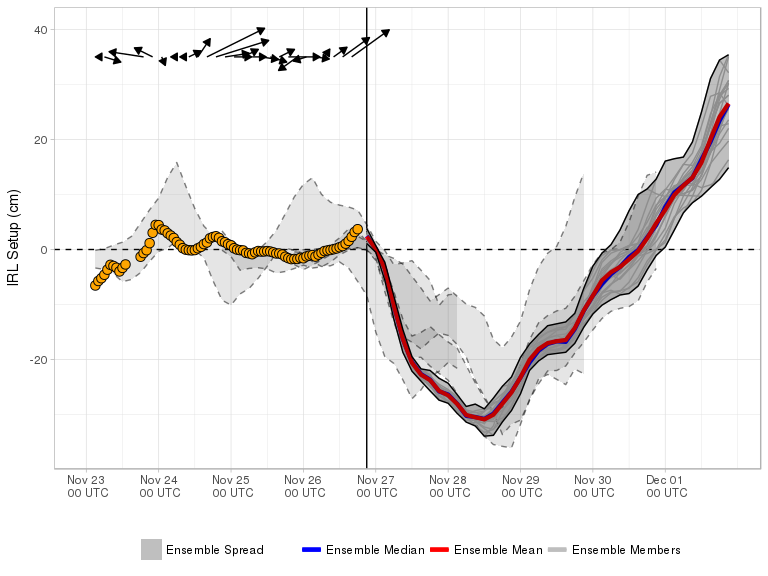 IRL Setup (cm)
40
20
0
-20
Nov 23 Nov 24 Nov 25 Nov 26 Nov 27 Nov 28 Nov 29 Nov 30 Dec 01
00 UTC 00 UTC 00 UTC 00 UTC 00 UTC 00 UTC 00 UTC 00 UTC 00 UTC
Ensemble Spread Ensemble Median Ensemble Mean Ensemble Members